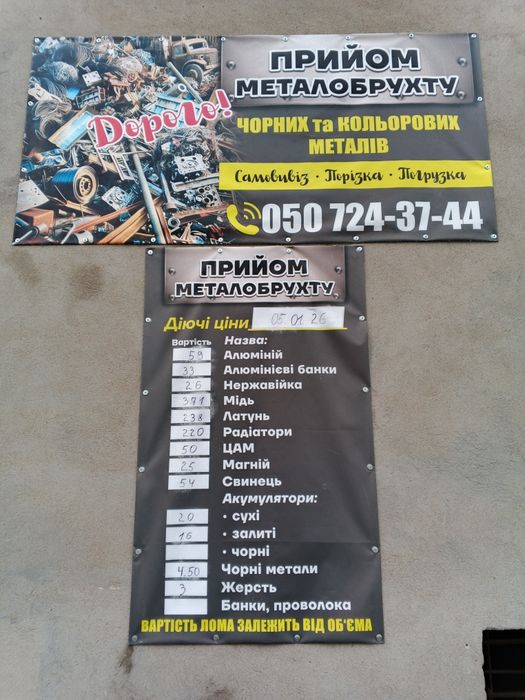 Дорого!
ПРИЙОМ
МЕТАЛОБРУХТУ
ЧОРНИХ та КОЛЬОРОВИХ
МЕТАЛІВ
Самовивіз · Порізка · Погрузка
050 724-37-44
ПРИЙОМ
МЕТАЛОБРУХТУ
Діючі ціни 05.01 26
Вартість Назва:
59 Алюміній
33 Алюмінієві банки
26 Нержавійка
371 Мідь
238 Латунь
220 Радіатори
50 ЦАМ
25 Магній
54 Свинець
Акумулятори:
20 · сухі
16 · залиті
· чорні
4.50 Чорні метали
3 Жерсть
Банки, проволока
ВАРТІСТЬ ЛОМА ЗАЛЕЖИТЬ ВІД ОБ'ЄМА